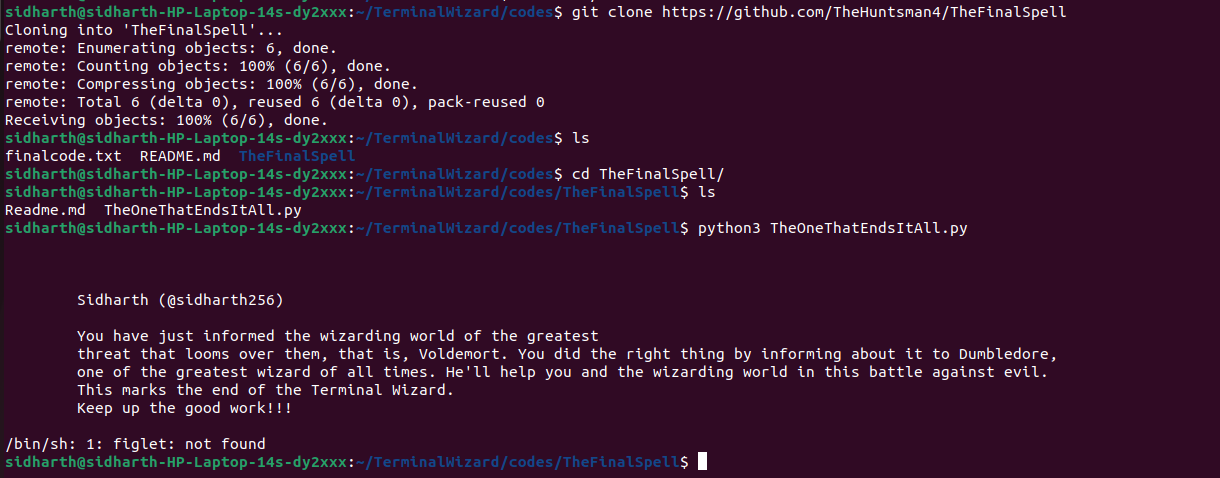 sidharth@sidharth-HP-Laptop-14s-dy2xxx:~/TerminalWizard/codes$ git clone https://github.com/TheHuntsman4/TheFinalSpell
Cloning into 'TheFinalSpell'...
remote: Enumerating objects: 6, done.
remote: Counting objects: 100% (6/6), done.
remote: Compressing objects: 100% (6/6), done.
remote: Total 6 (delta 0), reused 6 (delta 0), pack-reused 0
Receiving objects: 100% (6/6), done.
sidharth@sidharth-HP-Laptop-14s-dy2xxx:~/TerminalWizard/codes$ ls
finalcode.txt  README.md  TheFinalSpell
sidharth@sidharth-HP-Laptop-14s-dy2xxx:~/TerminalWizard/codes$ cd TheFinalSpell/
sidharth@sidharth-HP-Laptop-14s-dy2xxx:~/TerminalWizard/codes/TheFinalSpell$ ls
Readme.md  TheOneThatEndsItAll.py
sidharth@sidharth-HP-Laptop-14s-dy2xxx:~/TerminalWizard/codes/TheFinalSpell$ python3 TheOneThatEndsItAll.py
Sidharth (@sidharth256)
You have just informed the wizarding world of the greatest
threat that looms over them, that is, Voldemort. You did the right thing by informing about it to Dumbledore,
one of the greatest wizard of all times. He'll help you and the wizarding world in this battle against evil.
This marks the end of the Terminal Wizard.
Keep up the good work!!!
/bin/sh: 1: figlet: not found
sidharth@sidharth-HP-Laptop-14s-dy2xxx:~/TerminalWizard/codes/TheFinalSpell$